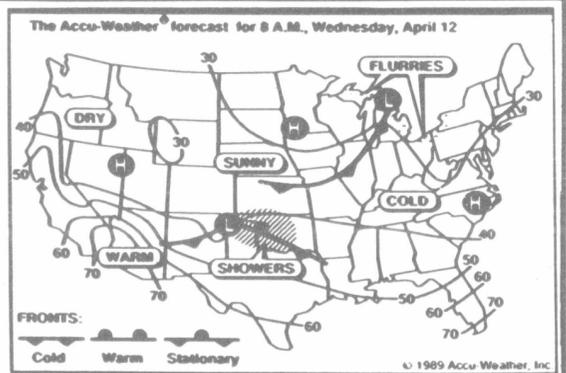 The Accu-Weather® forecast for 8 A.M., Wednesday, April 12
30
FLURRIES
L
30
40
DRY
H
30
SUNNY
50
H
COLD
H
40
60
L
WARM
70
SHOWERS
50
70
50
60
60
70
70
FRONTS:
Cold Warm Stationary
© 1989 Accu-Weather, Inc.